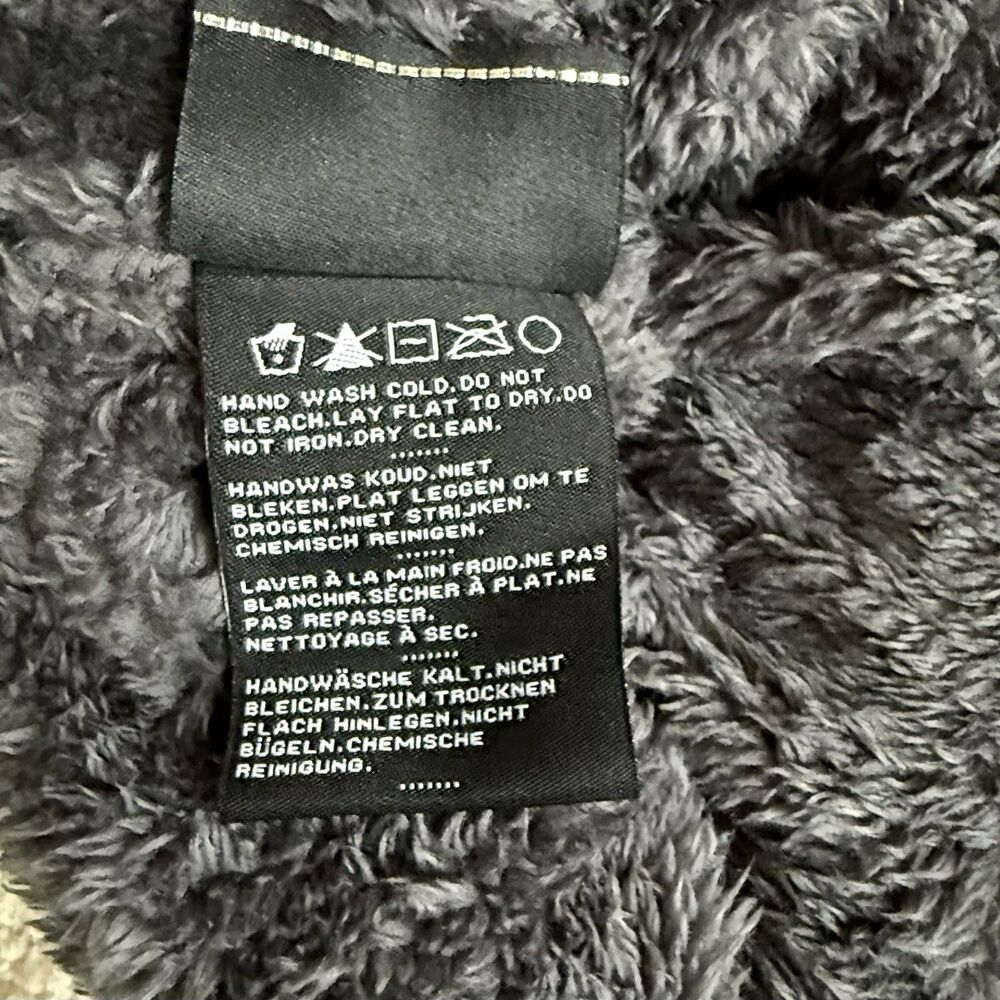 HAND WASH COLD.DO NOT
BLEACH.LAY FLAT TO DRY.DO
NOT IRON.DRY CLEAN.
HANDWAS KOUD.NIET
BLEKEN.PLAT LEGGEN OM TE
DROGEN.NIET STRIJKEN.
CHEMISCH REINIGEN.
LAVER À LA MAIN FROID.NE PAS
BLANCHIR.SÉCHER À PLAT.NE
PAS REPASSER.
NETTOYAGE À SEC.
HANDWÄSCHE KALT.NICHT
BLEICHEN.ZUM TROCKNEN
FLACH HINLEGEN.NICHT
BÜGELN.CHEMISCHE
REINIGUNG.